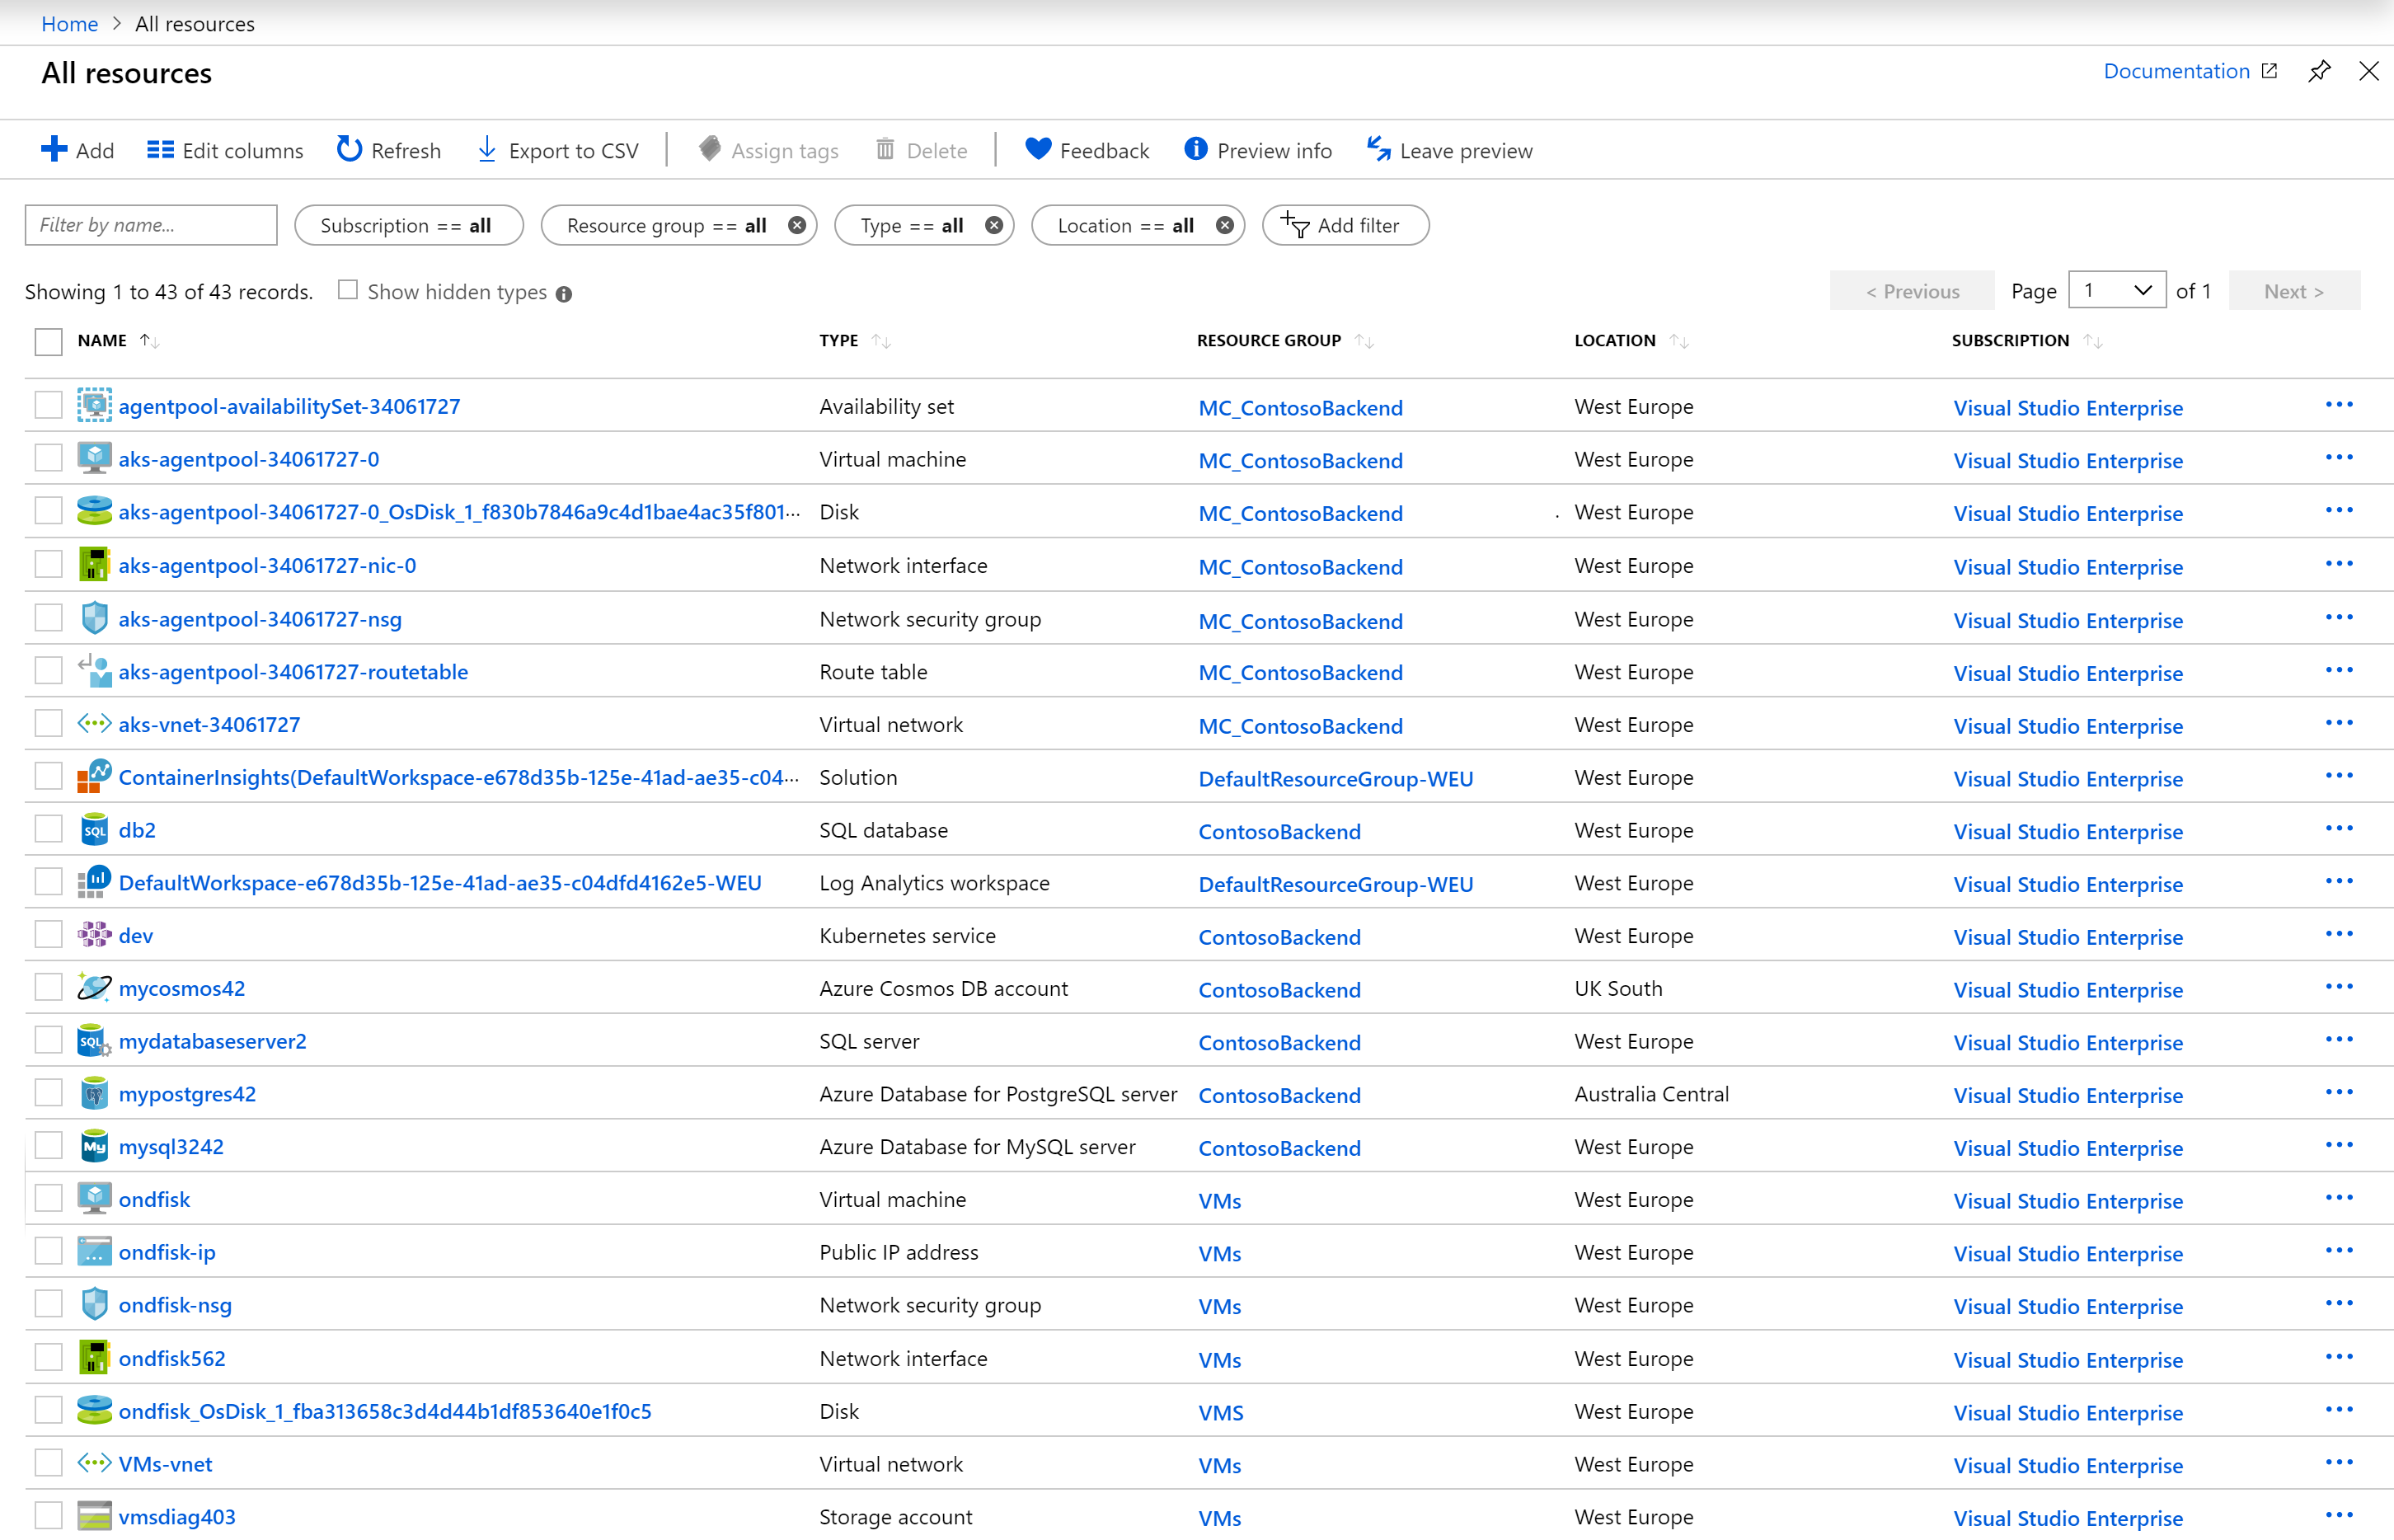 Home > All resources
All resources
Documentation
Add Edit columns Refresh Export to CSV Assign tags Delete Feedback Preview info Leave preview
Filter by name... Subscription == all Resource group == all Type == all Location == all Add filter
Showing 1 to 43 of 43 records. Show hidden types < Previous Page 1 of 1 Next >
NAME TYPE RESOURCE GROUP LOCATION SUBSCRIPTION
agentpool-availabilitySet-34061727 Availability set MC_ContosoBackend West Europe Visual Studio Enterprise ...
aks-agentpool-34061727-0 Virtual machine MC_ContosoBackend West Europe Visual Studio Enterprise ...
aks-agentpool-34061727-0_OsDisk_1_f830b7846a9c4d1bae4ac35f801... Disk MC_ContosoBackend West Europe Visual Studio Enterprise ...
aks-agentpool-34061727-nic-0 Network interface MC_ContosoBackend West Europe Visual Studio Enterprise ...
aks-agentpool-34061727-nsg Network security group MC_ContosoBackend West Europe Visual Studio Enterprise ...
aks-agentpool-34061727-routetable Route table MC_ContosoBackend West Europe Visual Studio Enterprise ...
aks-vnet-34061727 Virtual network MC_ContosoBackend West Europe Visual Studio Enterprise ...
ContainerInsights(DefaultWorkspace-e678d35b-125e-41ad-ae35-c04... Solution DefaultResourceGroup-WEU West Europe Visual Studio Enterprise ...
SQL db2 SQL database ContosoBackend West Europe Visual Studio Enterprise ...
DefaultWorkspace-e678d35b-125e-41ad-ae35-c04dfd4162e5-WEU Log Analytics workspace DefaultResourceGroup-WEU West Europe Visual Studio Enterprise ...
dev Kubernetes service ContosoBackend West Europe Visual Studio Enterprise ...
mycosmos42 Azure Cosmos DB account ContosoBackend UK South Visual Studio Enterprise ...
SQL mydatabaseserver2 SQL server ContosoBackend West Europe Visual Studio Enterprise ...
mypostgres42 Azure Database for PostgreSQL server ContosoBackend Australia Central Visual Studio Enterprise ...
My mysql3242 Azure Database for MySQL server ContosoBackend West Europe Visual Studio Enterprise ...
ondfisk Virtual machine VMs West Europe Visual Studio Enterprise ...
ondfisk-ip Public IP address VMs West Europe Visual Studio Enterprise ...
ondfisk-nsg Network security group VMs West Europe Visual Studio Enterprise ...
ondfisk562 Network interface VMs West Europe Visual Studio Enterprise ...
ondfisk_OsDisk_1_fba313658c3d4d44b1df853640e1f0c5 Disk VMS West Europe Visual Studio Enterprise ...
VMs-vnet Virtual network VMs West Europe Visual Studio Enterprise ...
vmsdiag403 Storage account VMs West Europe Visual Studio Enterprise ...